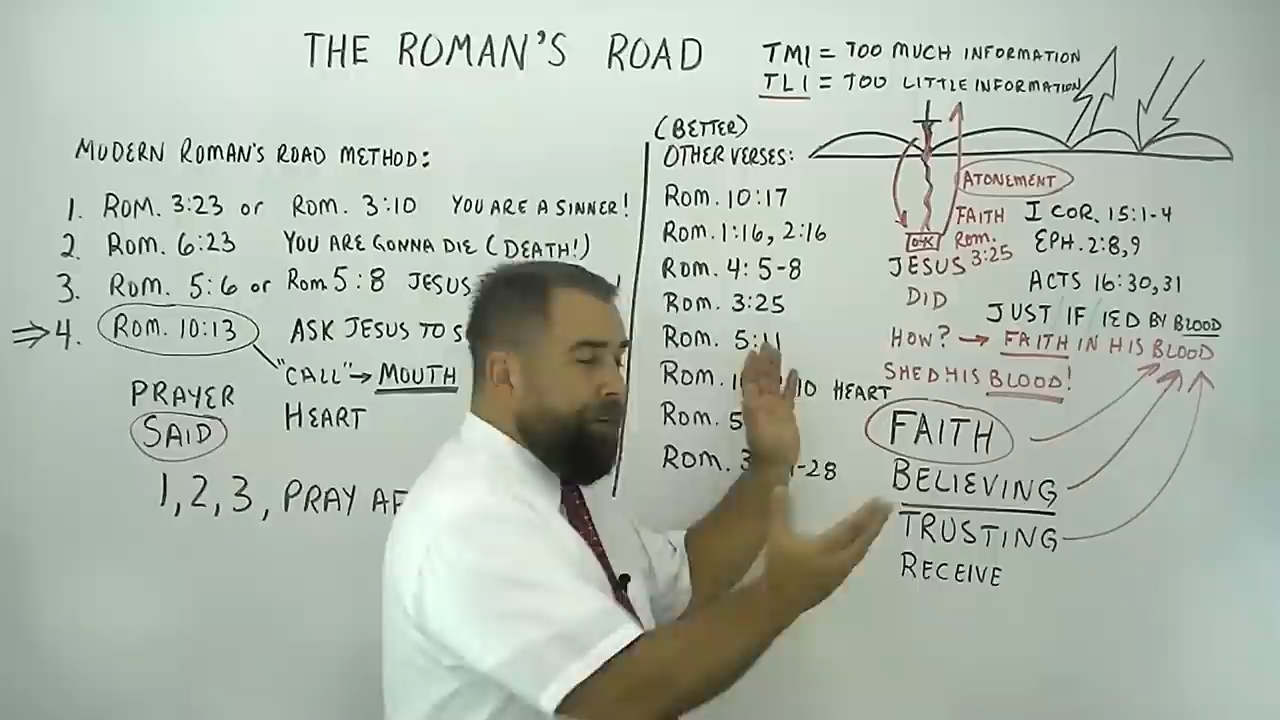 THE ROMAN'S ROAD
TMI = TOO MUCH INFORMATION
TLI = TOO LITTLE INFORMATION
MODERN ROMAN'S ROAD METHOD:
1. ROM. 3:23 or ROM. 3:10 YOU ARE A SINNER!
2. Rom. 6:23 YOU ARE GONNA DIE (DEATH!)
3. Rom. 5:6 or Rom 5:8 JESUS
⇒ 4. Rom. 10:13 ASK JESUS TO
"CALL" → MOUTH
PRAYER HEART
SAID
1, 2, 3, PRAY
(BETTER)
OTHER VERSES:
Rom. 10:17
Rom. 1:16, 2:16
Rom. 4:5-8
Rom. 3:25
Rom. 5:11
Rom. 10 HEART
Rom. 5
Rom. 3 -28
ATONEMENT
FAITH
Rom.
3:25
JESUS
DID
I COR. 15:1-4
EPH. 2:8,9
ACTS 16:30,31
JUST IF IED BY BLOOD
HOW? → FAITH IN HIS BLOOD
SHED HIS BLOOD!
FAITH
BELIEVING
TRUSTING
RECEIVE